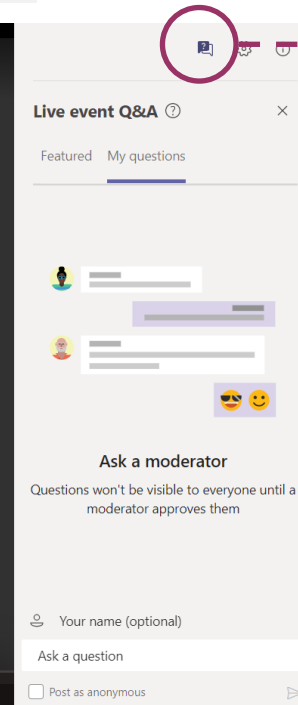 Live event Q&A
Featured My questions
Ask a moderator
Questions won't be visible to everyone until a
moderator approves them
Your name (optional)
Ask a question
Post as anonymous